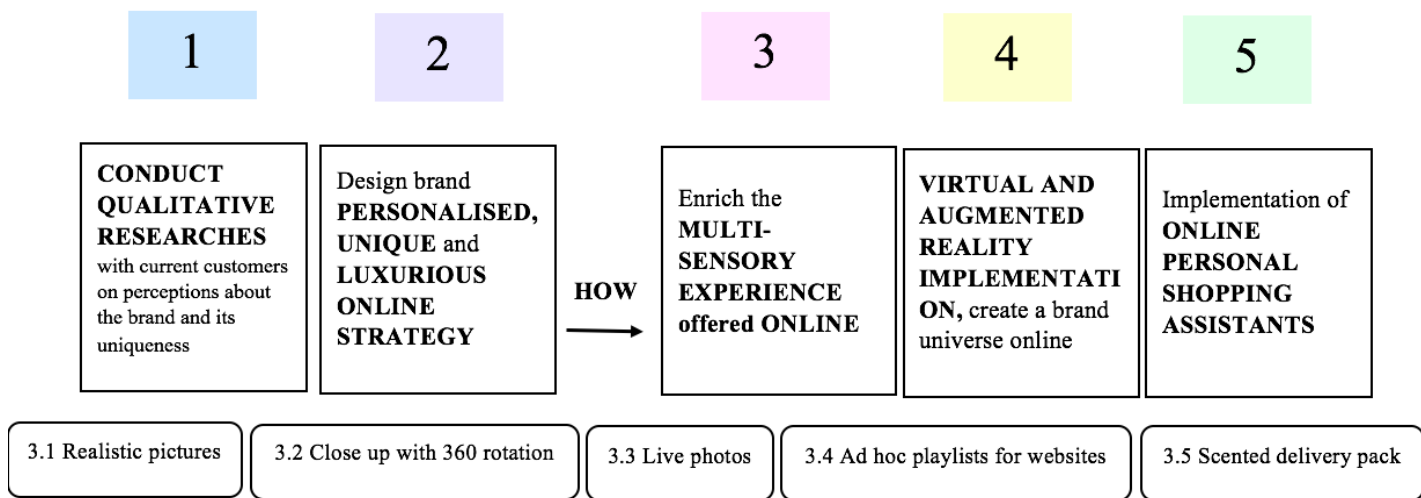 1
2
3
4
5
CONDUCT
QUALITATIVE
RESEARCHES
with current customers
on perceptions about
the brand and its
uniqueness
Design brand
PERSONALISED,
UNIQUE and
LUXURIOUS
ONLINE
STRATEGY
HOW
Enrich the
MULTI-
SENSORY
EXPERIENCE
offered ONLINE
VIRTUAL AND
AUGMENTED
REALITY
IMPLEMENTATI
ON, create a brand
universe online
Implementation of
ONLINE
PERSONAL
SHOPPING
ASSISTANTS
3.1 Realistic pictures
3.2 Close up with 360 rotation
3.3 Live photos
3.4 Ad hoc playlists for websites
3.5 Scented delivery pack